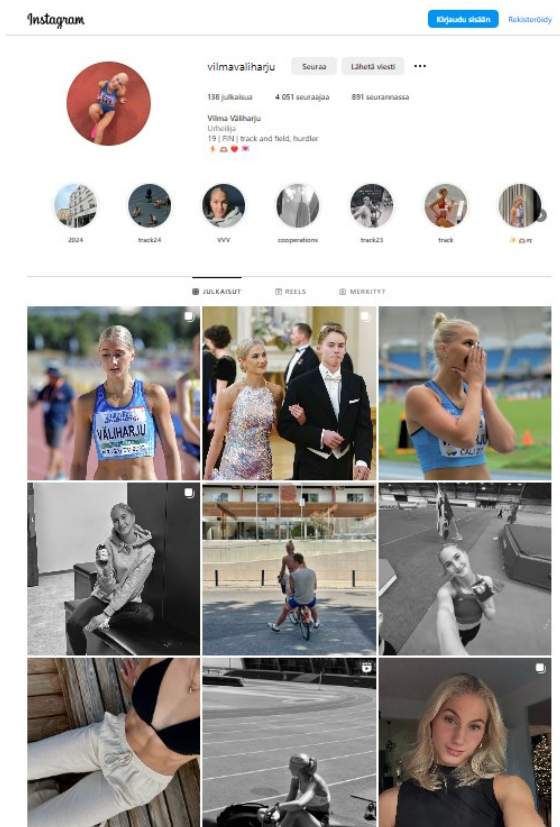 Instagram
Kirjaudu sisään
Rekisteröidy
vilmavaliharju
Seuraa
Lähetä viesti
138 julkaisua 4 051 seuraajaa 891 seurannassa
Vilma Väliharju
Urheilija
19 | FIN | track and field, hurdler
2024
track24
VVV
cooperations
track23
track
JULKAISUT
REELS
MERKITYT
VÄLIHARJU